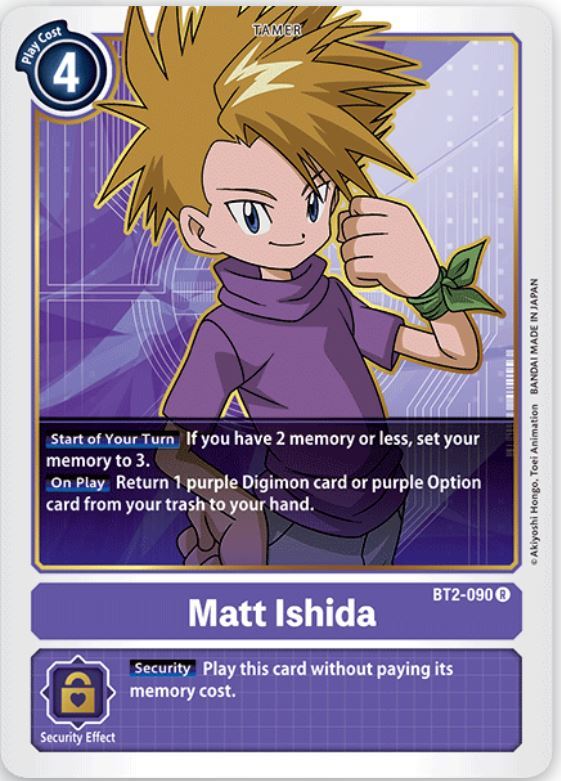 TAMER
Play Cost
4
Start of Your Turn If you have 2 memory or less, set your
memory to 3.
On Play Return 1 purple Digimon card or purple Option
card from your trash to your hand.
© Akiyoshi Hongo, Toei Animation BANDAI MADE IN JAPAN
BT2-090 R
Matt Ishida
Security Play this card without paying its
memory cost.
Security Effect